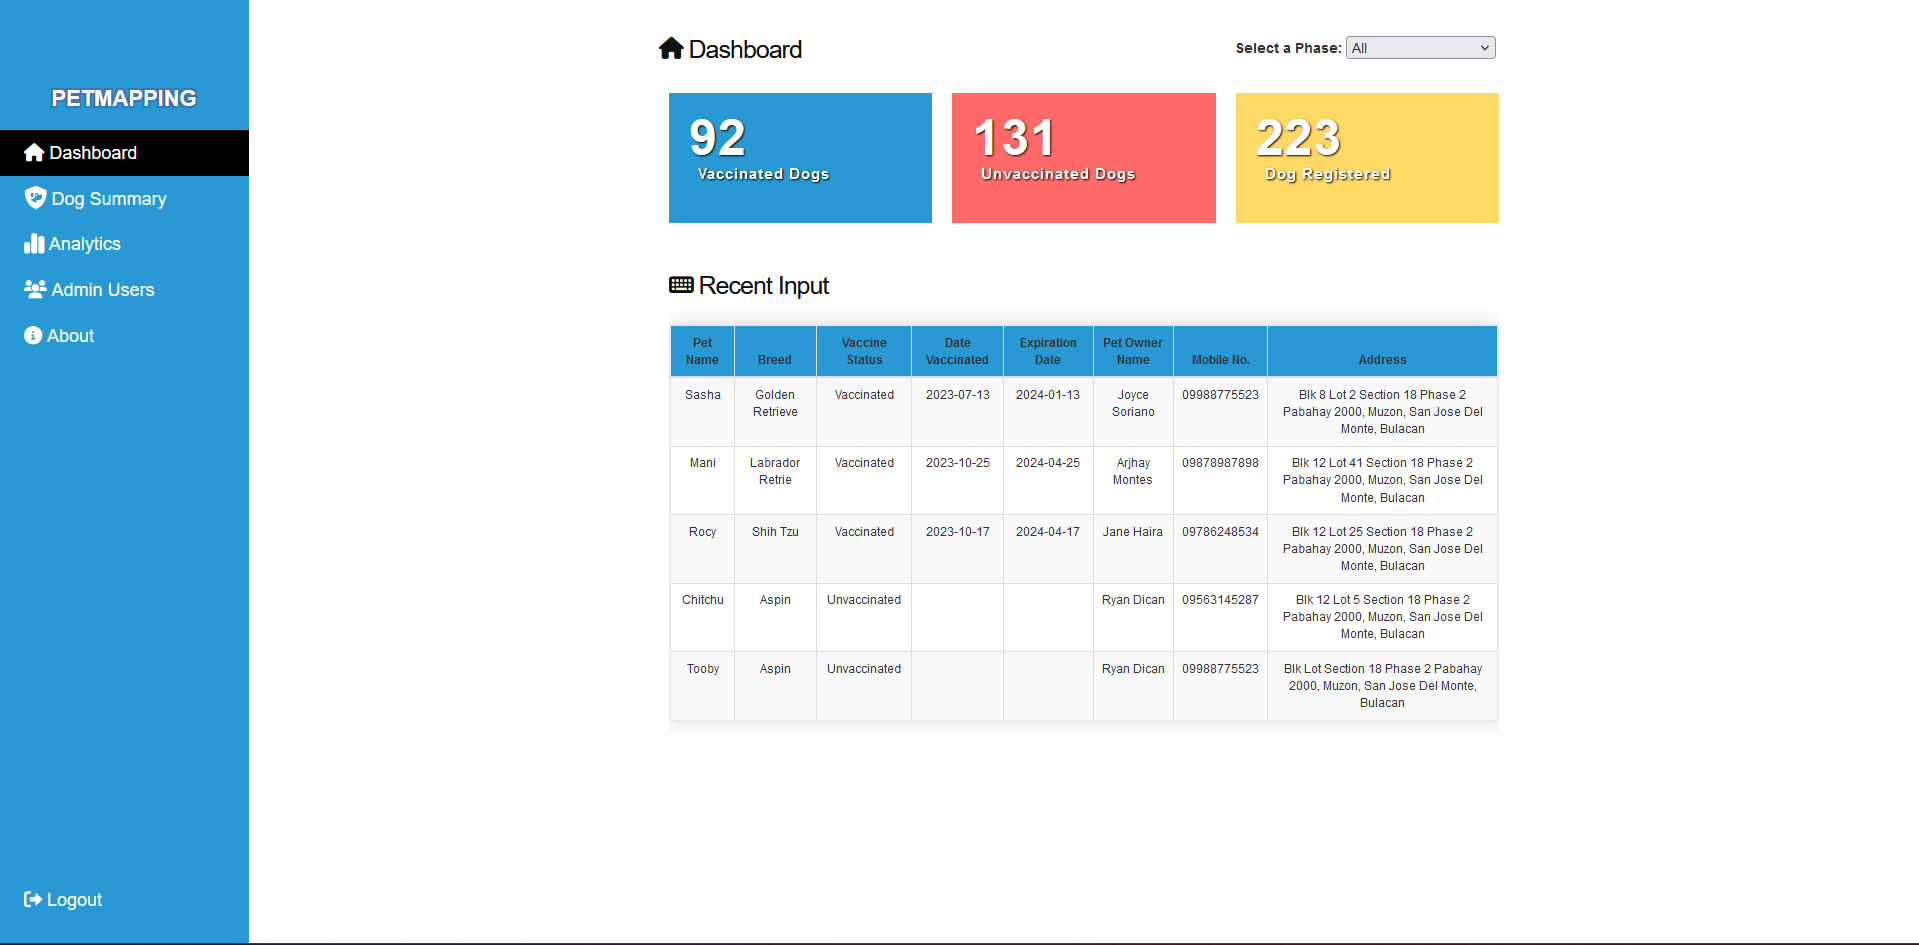 PETMAPPING
Dashboard
Dog Summary
Analytics
Admin Users
About
Logout
Dashboard
Select a Phase: All
92
Vaccinated Dogs
131
Unvaccinated Dogs
223
Dog Registered
Recent Input
Pet Name Breed Vaccine Status Date Vaccinated Expiration Date Pet Owner Name Mobile No. Address
Sasha Golden Retrieve Vaccinated 2023-07-13 2024-01-13 Joyce Soriano 09988775523 Blk 8 Lot 2 Section 18 Phase 2 Pabahay 2000, Muzon, San Jose Del Monte, Bulacan
Mani Labrador Retrie Vaccinated 2023-10-25 2024-04-25 Arjhay Montes 09878987898 Blk 12 Lot 41 Section 18 Phase 2 Pabahay 2000, Muzon, San Jose Del Monte, Bulacan
Rocy Shih Tzu Vaccinated 2023-10-17 2024-04-17 Jane Haira 09786248534 Blk 12 Lot 25 Section 18 Phase 2 Pabahay 2000, Muzon, San Jose Del Monte, Bulacan
Chitchu Aspin Unvaccinated Ryan Dican 09563145287 Blk 12 Lot 5 Section 18 Phase 2 Pabahay 2000, Muzon, San Jose Del Monte, Bulacan
Tooby Aspin Unvaccinated Ryan Dican 09988775523 Blk Lot Section 18 Phase 2 Pabahay 2000, Muzon, San Jose Del Monte, Bulacan